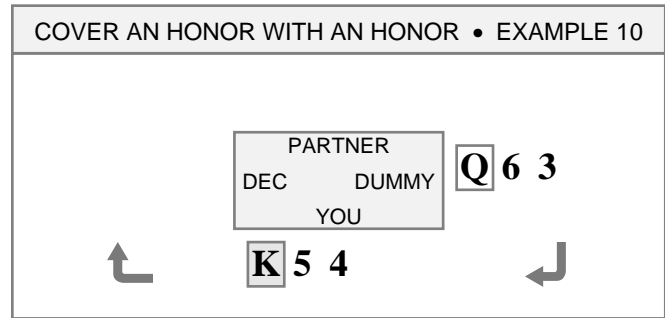 COVER AN HONOR WITH AN HONOR • EXAMPLE 10
PARTNER
DEC DUMMY
YOU
Q 6 3
K 5 4